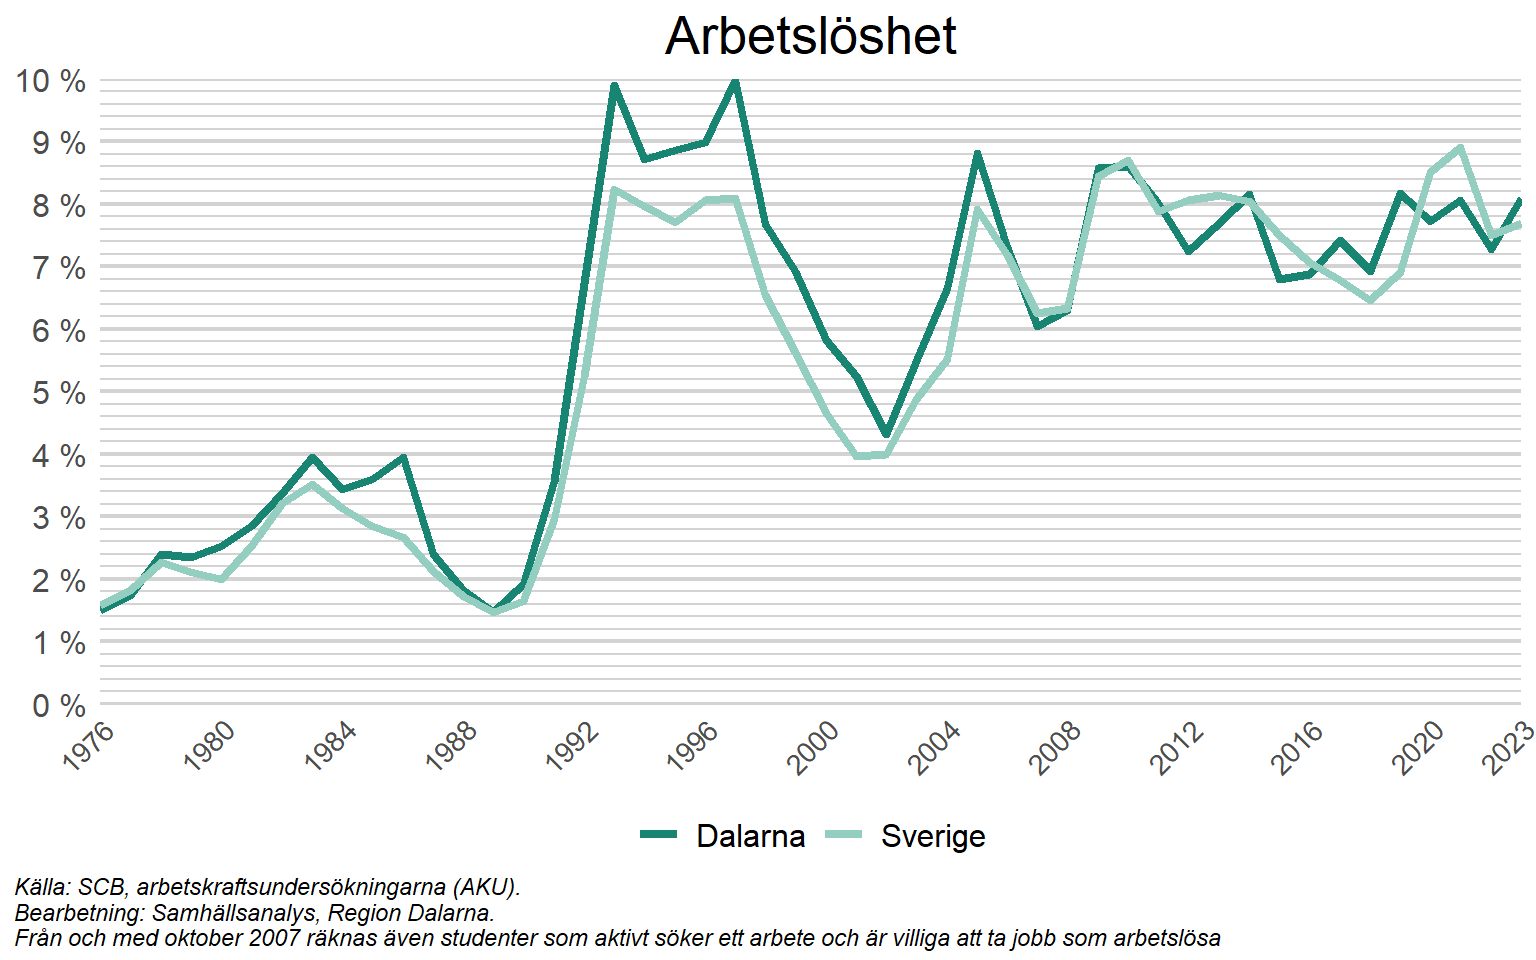 Arbetslöshet
10 %
9 %
8 %
7 %
6 %
5 %
4 %
3 %
2 %
1 %
0 %
1976 1980 1984 1988 1992 1996 2000 2004 2008 2012 2016 2020 2023
Dalarna Sverige
Källa: SCB, arbetskraftsundersökningarna (AKU).
Bearbetning: Samhällsanalys, Region Dalarna.
Från och med oktober 2007 räknas även studenter som aktivt söker ett arbete och är villiga att ta jobb som arbetslösa